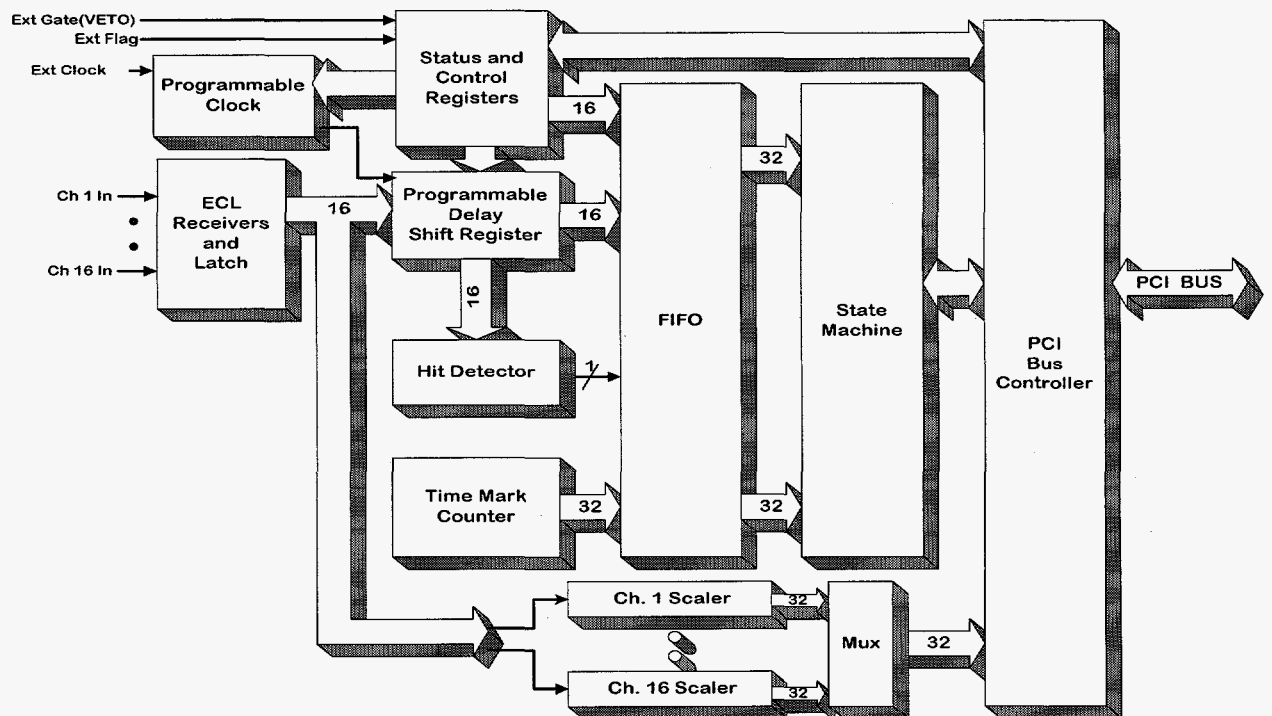 Ext Gate(VETO)
Ext Flag
Ext Clock
Programmable
Clock
Status and
Control
Registers
16
Ch 1 In
Ch 16 In
ECL
Receivers
and
Latch
16
Programmable
Delay
Shift Register
16
16
Hit Detector
1
Time Mark
Counter
32
FIFO
32
32
State
Machine
PCI
Bus
Controller
PCI BUS
Ch. 1 Scaler
32
Ch. 16 Scaler
32
Mux
32